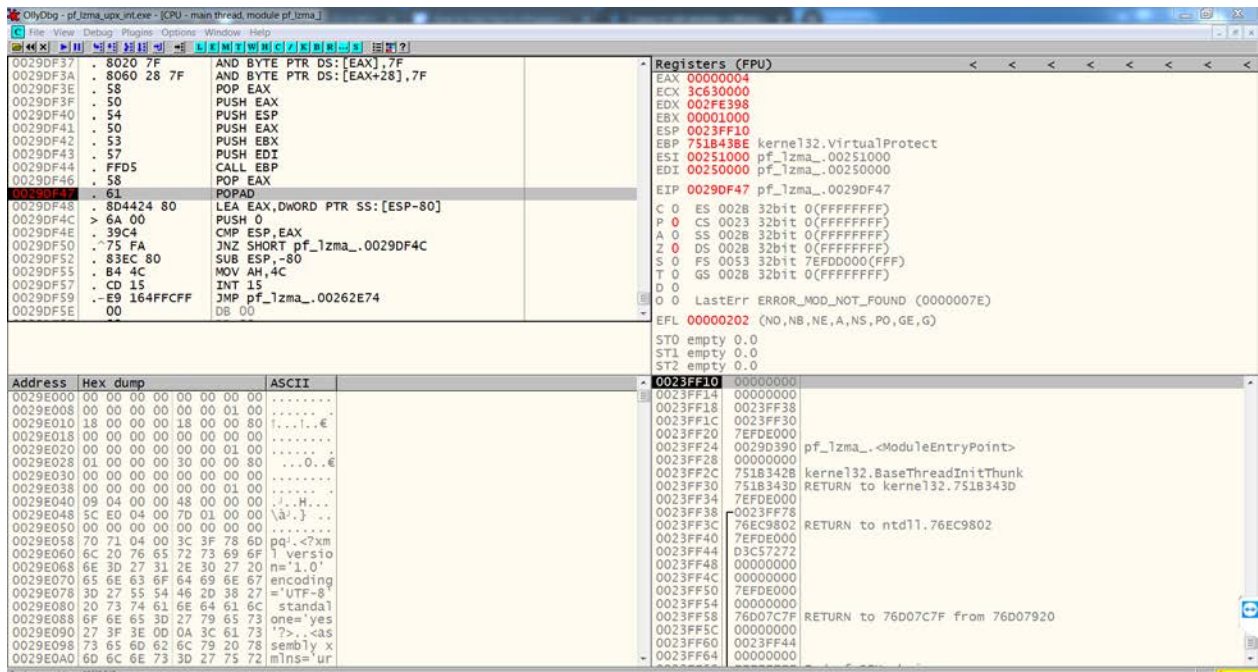 OllyDbg - pf_lzma_upx_int.exe - [CPU - main thread, module pf_lzma_]
C File View Debug Plugins Options Window Help
L E M T W H C / K B R ... S
0029DF37 . 8020 7F AND BYTE PTR DS:[EAX],7F
0029DF3A . 8060 28 7F AND BYTE PTR DS:[EAX+28],7F
0029DF3E . 58 POP EAX
0029DF3F . 50 PUSH EAX
0029DF40 . 54 PUSH ESP
0029DF41 . 50 PUSH EAX
0029DF42 . 53 PUSH EBX
0029DF43 . 57 PUSH EDI
0029DF44 . FFD5 CALL EBP
0029DF46 . 58 POP EAX
0029DF47 . 61 POPAD
0029DF48 . 8D4424 80 LEA EAX,DWORD PTR SS:[ESP-80]
0029DF4C > 6A 00 PUSH 0
0029DF4E . 39C4 CMP ESP,EAX
0029DF50 .^75 FA JNZ SHORT pf_lzma_.0029DF4C
0029DF52 . 83EC 80 SUB ESP,-80
0029DF55 . B4 4C MOV AH,4C
0029DF57 . CD 15 INT 15
0029DF59 .-E9 164FFCFF JMP pf_lzma_.00262E74
0029DF5E 00 DB 00
Registers (FPU) < < < < < < < <
EAX 00000004
ECX 3C630000
EDX 002FE398
EBX 00001000
ESP 0023FF10
EBP 751B43BE kernel32.VirtualProtect
ESI 00251000 pf_lzma_.00251000
EDI 00250000 pf_lzma_.00250000
EIP 0029DF47 pf_lzma_.0029DF47
C 0 ES 002B 32bit 0(FFFFFFFF)
P 0 CS 0023 32bit 0(FFFFFFFF)
A 0 SS 002B 32bit 0(FFFFFFFF)
Z 0 DS 002B 32bit 0(FFFFFFFF)
S 0 FS 0053 32bit 7EFDD000(FFF)
T 0 GS 002B 32bit 0(FFFFFFFF)
D 0
O 0 LastErr ERROR_MOD_NOT_FOUND (0000007E)
EFL 00000202 (NO,NB,NE,A,NS,PO,GE,G)
ST0 empty 0.0
ST1 empty 0.0
ST2 empty 0.0
Address Hex dump ASCII
0029E000 00 00 00 00 00 00 00 00 ........
0029E008 00 00 00 00 00 00 01 00 ...... .
0029E010 18 00 00 00 18 00 00 80 ↑...↑..€
0029E018 00 00 00 00 00 00 00 00 ........
0029E020 00 00 00 00 00 00 01 00 ...... .
0029E028 01 00 00 00 30 00 00 80 ...0..€
0029E030 00 00 00 00 00 00 00 00 ........
0029E038 00 00 00 00 00 00 01 00 ...... .
0029E040 09 04 00 00 48 00 00 00 ..H...
0029E048 5C E0 04 00 7D 01 00 00 \à.} ..
0029E050 00 00 00 00 00 00 00 00 ........
0029E058 70 71 04 00 3C 3F 78 6D pq.<?xm
0029E060 6C 20 76 65 72 73 69 6F l versio
0029E068 6E 3D 27 31 2E 30 27 20 n='1.0'
0029E070 65 6E 63 6F 64 69 6E 67 encoding
0029E078 3D 27 55 54 46 2D 38 27 ='UTF-8'
0029E080 20 73 74 61 6E 64 61 6C standal
0029E088 6F 6E 65 3D 27 79 65 73 one='yes
0029E090 27 3F 3E 0D 0A 3C 61 73 '?>..<as
0029E098 73 65 6D 62 6C 79 20 78 sembly x
0029E0A0 6D 6C 6E 73 3D 27 75 72 mlns='ur
0023FF10 00000000
0023FF14 00000000
0023FF18 0023FF38
0023FF1C 0023FF30
0023FF20 7EFDE000
0023FF24 0029D390 pf_lzma_.<ModuleEntryPoint>
0023FF28 00000000
0023FF2C 751B342B kernel32.BaseThreadInitThunk
0023FF30 751B343D RETURN to kernel32.751B343D
0023FF34 7EFDE000
0023FF38 0023FF78
0023FF3C 76EC9802 RETURN to ntdll.76EC9802
0023FF40 7EFDE000
0023FF44 D3C57272
0023FF48 00000000
0023FF4C 00000000
0023FF50 7EFDE000
0023FF54 00000000
0023FF58 76D07C7F RETURN to 76D07C7F from 76D07920
0023FF5C 00000000
0023FF60 0023FF44
0023FF64 00000000